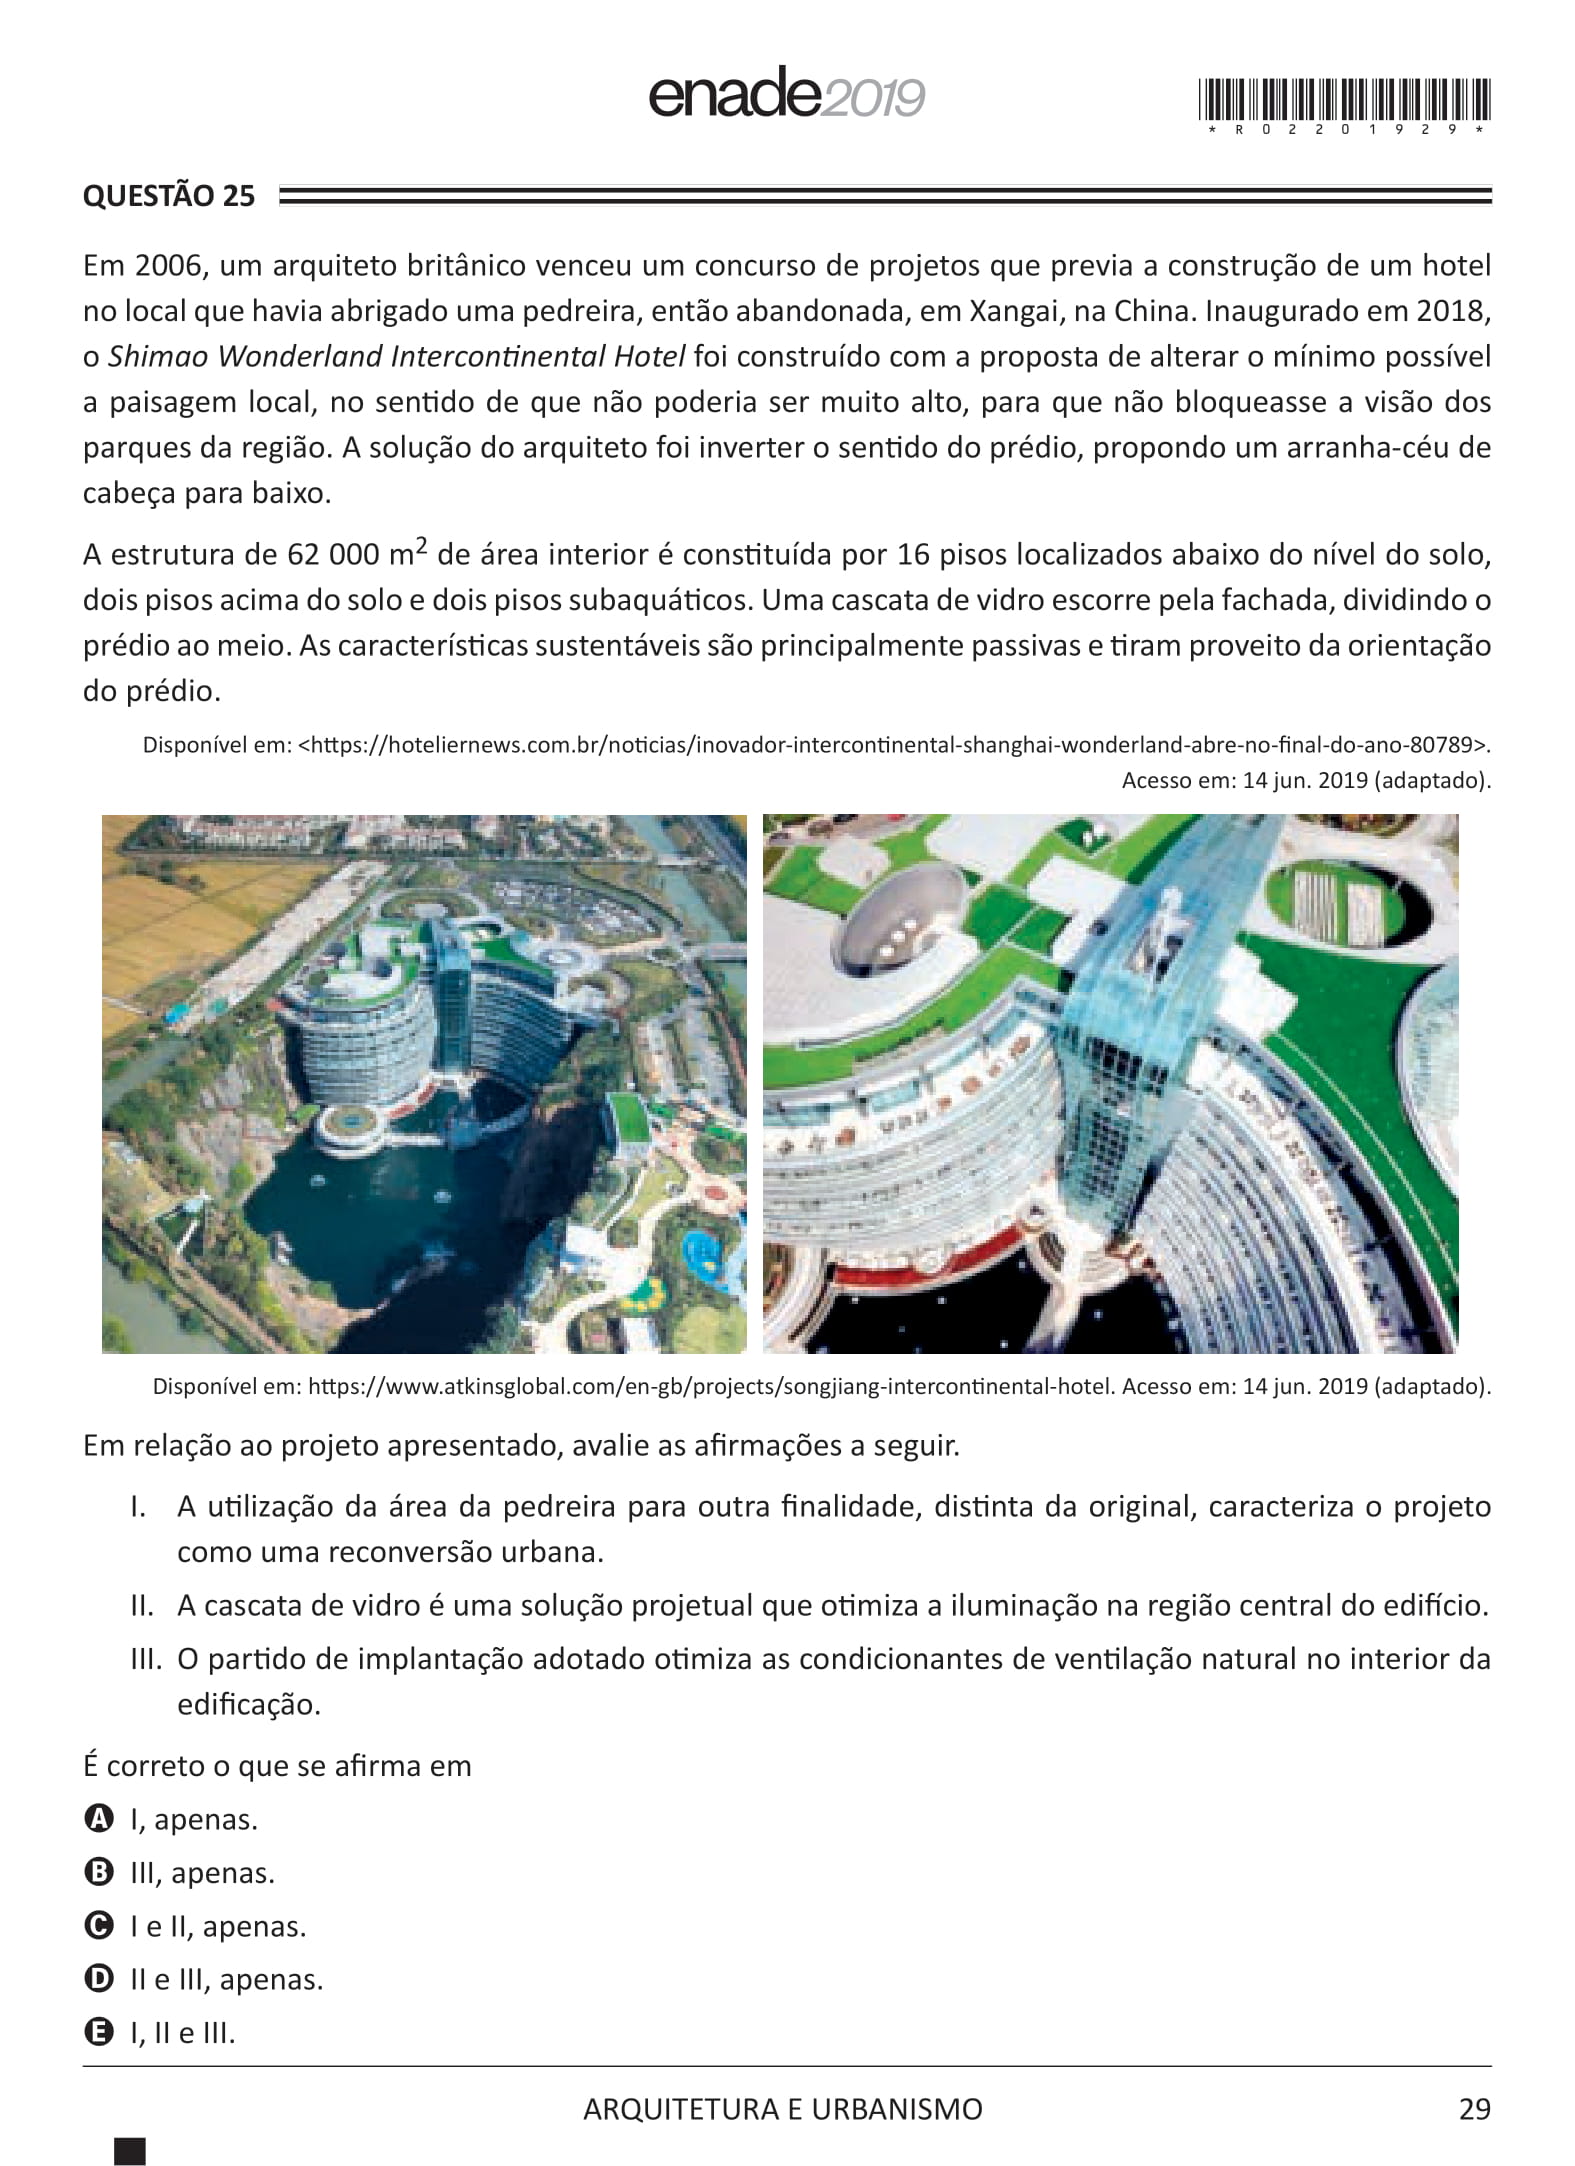 enade2019
*R02201929*
QUESTÃO 25
Em 2006, um arquiteto britânico venceu um concurso de projetos que previa a construção de um hotel
no local que havia abrigado uma pedreira, então abandonada, em Xangai, na China. Inaugurado em 2018,
o Shimao Wonderland Intercontinental Hotel foi construído com a proposta de alterar o mínimo possível
a paisagem local, no sentido de que não poderia ser muito alto, para que não bloqueasse a visão dos
parques da região. A solução do arquiteto foi inverter o sentido do prédio, propondo um arranha-céu de
cabeça para baixo.
A estrutura de 62 000 m² de área interior é constituída por 16 pisos localizados abaixo do nível do solo,
dois pisos acima do solo e dois pisos subaquáticos. Uma cascata de vidro escorre pela fachada, dividindo o
prédio ao meio. As características sustentáveis são principalmente passivas e tiram proveito da orientação
do prédio.
Disponível em: <https://hoteliernews.com.br/noticias/inovador-intercontinental-shanghai-wonderland-abre-no-final-do-ano-80789>.
Acesso em: 14 jun. 2019 (adaptado).
Disponível em: https://www.atkinsglobal.com/en-gb/projects/songjiang-intercontinental-hotel. Acesso em: 14 jun. 2019 (adaptado).
Em relação ao projeto apresentado, avalie as afirmações a seguir.
I. A utilização da área da pedreira para outra finalidade, distinta da original, caracteriza o projeto
como uma reconversão urbana.
II. A cascata de vidro é uma solução projetual que otimiza a iluminação na região central do edifício.
III. O partido de implantação adotado otimiza as condicionantes de ventilação natural no interior da
edificação.
É correto o que se afirma em
A I, apenas.
B III, apenas.
C I e II, apenas.
D II e III, apenas.
E I, II e III.
ARQUITETURA E URBANISMO
29